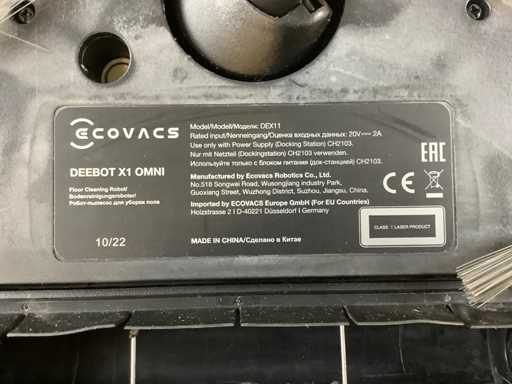 ECOVACS
DEEBOT X1 OMNI
Floor Cleaning Robot/
Bodenreinigungsroboter/
Робот-пылесос для уборки пола
10/22
Model/Modell/Модели: DEX11
Rated input/Nenneingang/Оценка входных данных: 20V⎓ 2A
Use only with Power Supply (Docking Station) CH2103.
Nur mit Netzteil (Dockingstation) CH2103 verwenden.
Используйте только с блоком питания (док-станцией) CH2103.
Manufactured by Ecovacs Robotics Co., Ltd.
No.518 Songwei Road, Wusongjiang Industry Park,
Guoxiang Street, Wuzhong District, Suzhou, Jiangsu, China.
Imported by ECOVACS Europe GmbH (For EU Countries)
Holzstrasse 2 I D-40221 Düsseldorf I Germany
MADE IN CHINA/Сделано в Китае
EAC
CE
CLASS 1 LASER PRODUCT